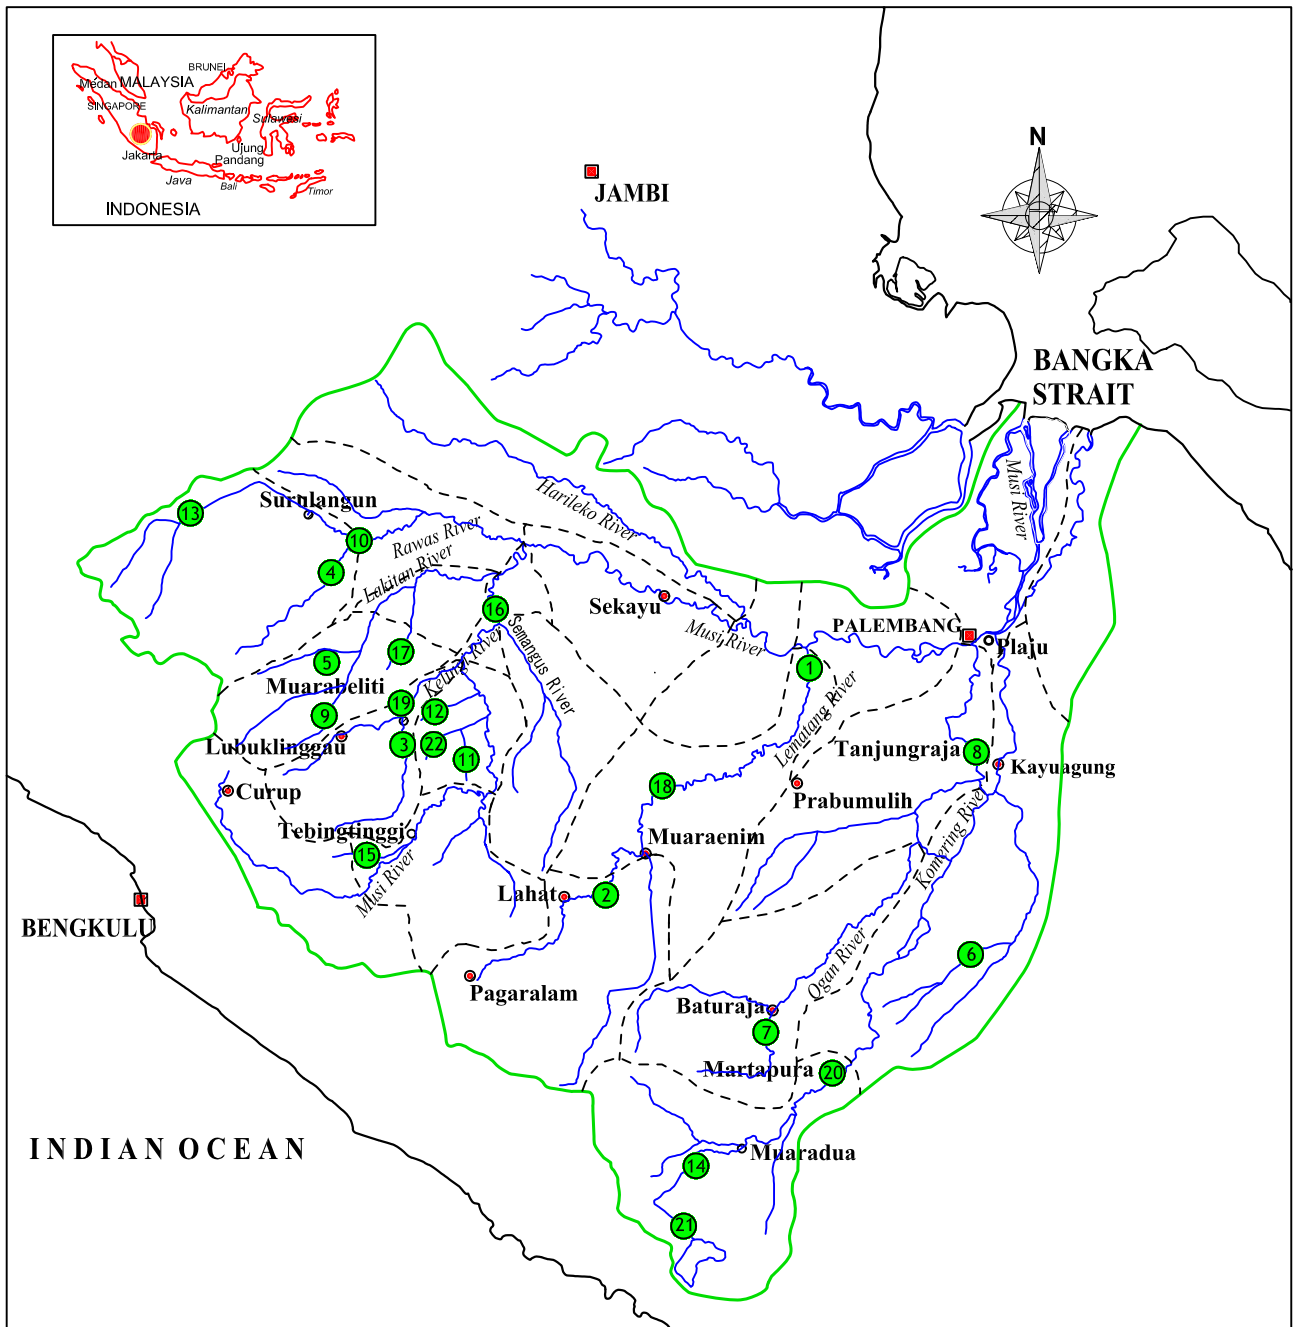 BRUNEI
Medan MALAYSIA
SINGAPORE
Kalimantan
Sulawesi
Ujung
Pandang
Jakarta
Java
Bali
Timor
INDONESIA
N
JAMBI
BANGKA
STRAIT
Musi River
Harileko River
13
Surulangun
10
Rawas River
4
Lakitan River
16
Sekayu
Semangus River
Musi River
PALEMBANG
Plaju
17
5
Kelingi River
1
Muarabeliti
19
12
9
Lematang River
Lubuklinggau
3
22
11
Tanjungraja
8
Kayuagung
Curup
18
Prabumulih
Komering River
Tebingtinggi
15
Muaraenim
Musi River
Lahat
2
BENGKULU
6
Ogan River
Pagaralam
Baturaja
7
Martapura
20
INDIAN OCEAN
Muaradua
14
21